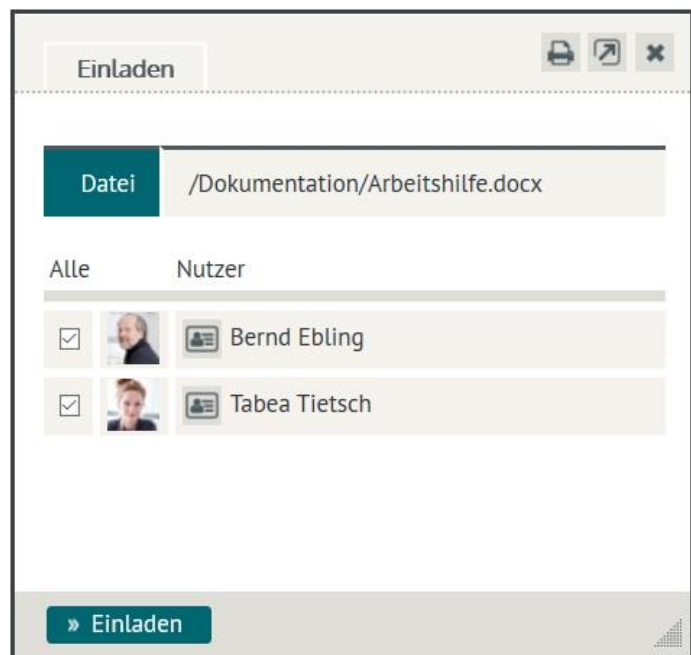 Einladen
Datei /Dokumentation/Arbeitshilfe.docx
Alle Nutzer
Bernd Ebling
Tabea Tietsch
» Einladen